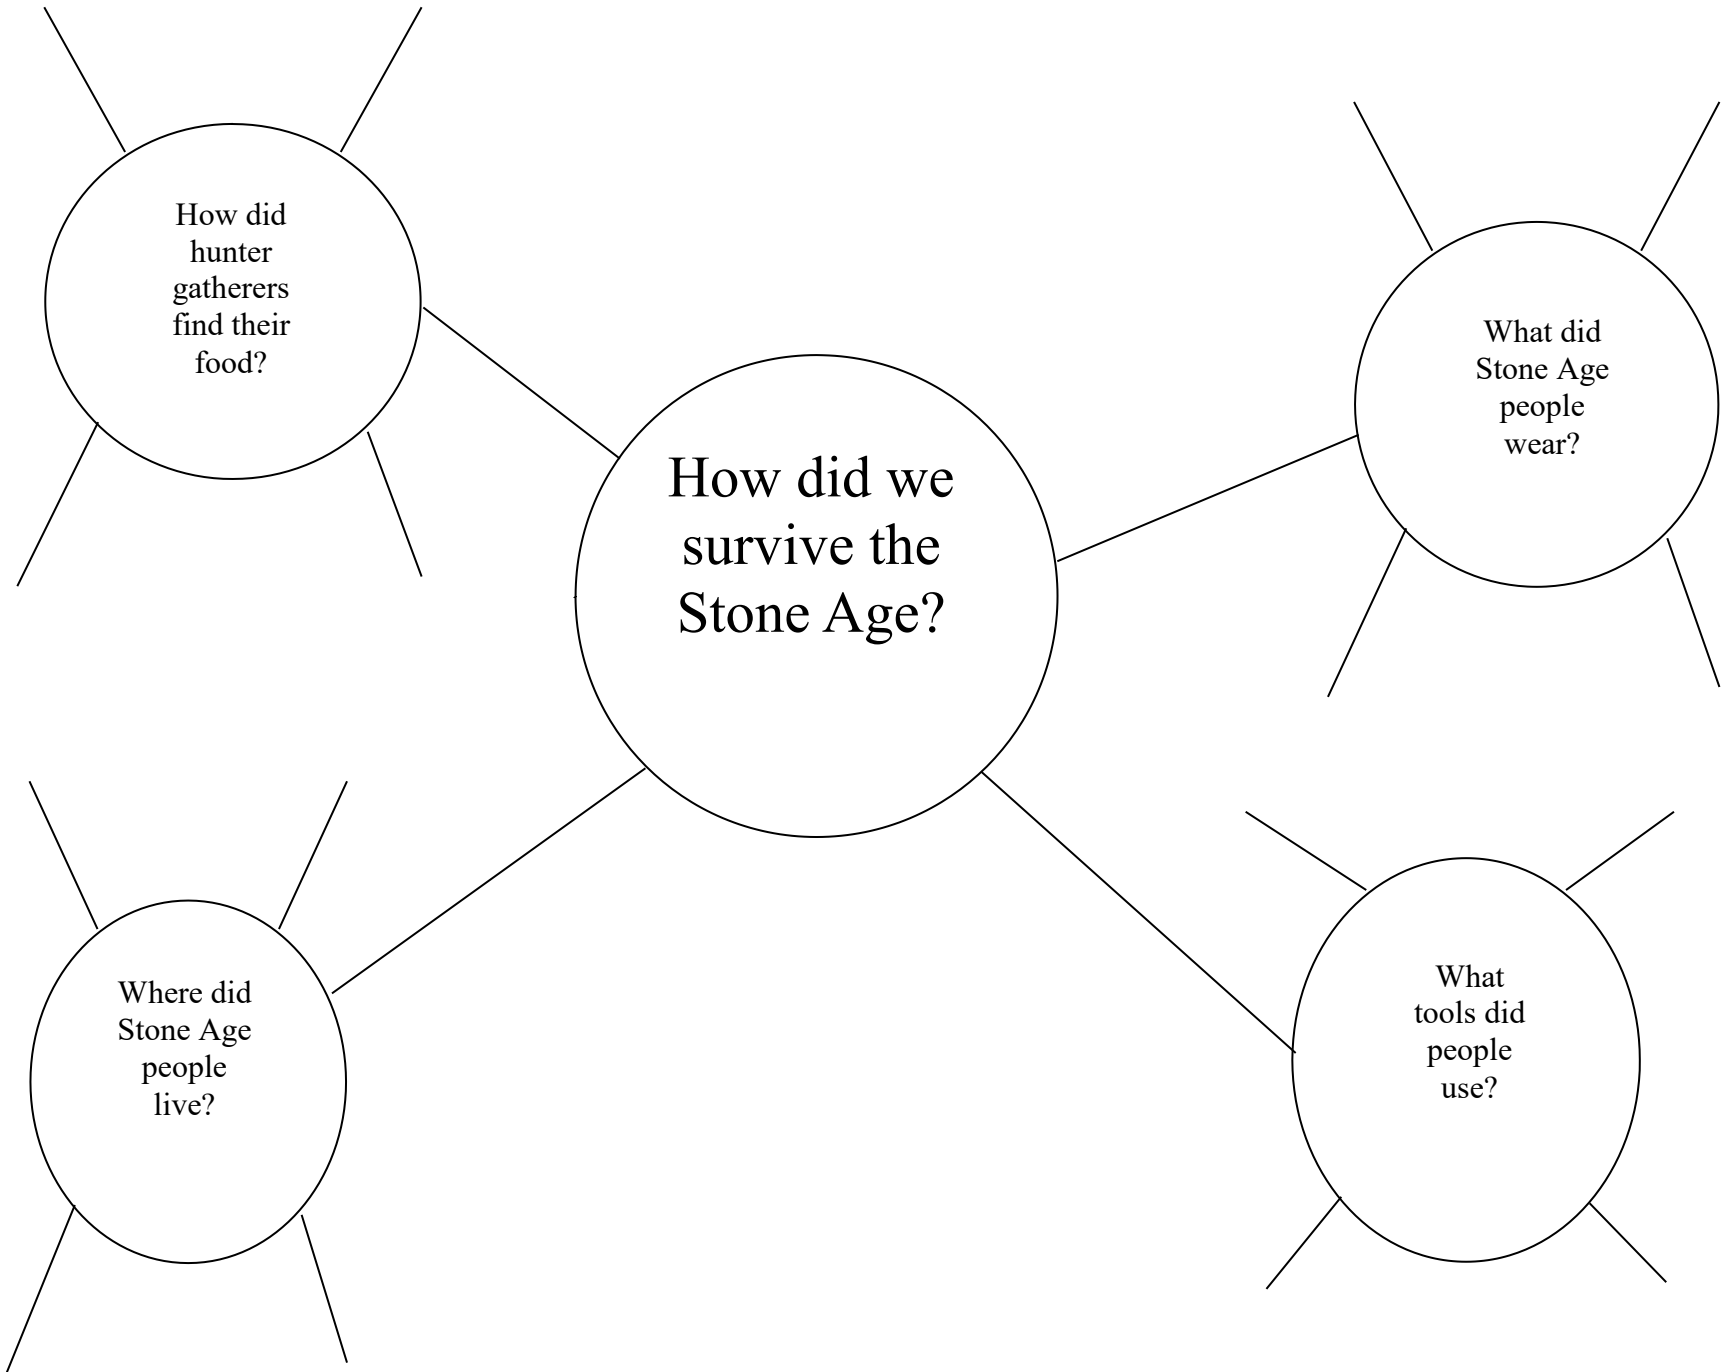 How did
hunter
gatherers
find their
food?
What did
Stone Age
people
wear?
How did we
survive the
Stone Age?
Where did
Stone Age
people
live?
What
tools did
people
use?